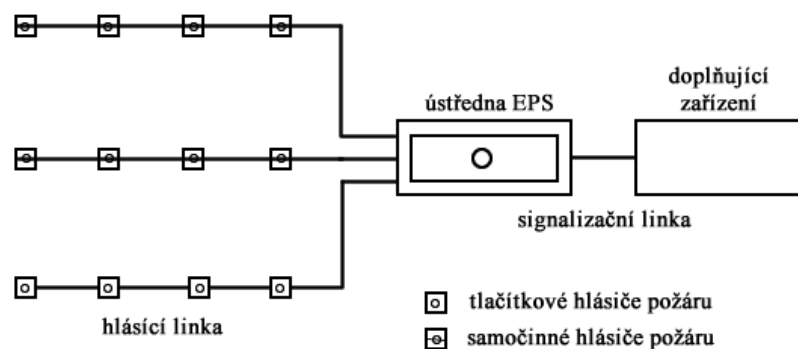 doplňující
zařízení
ústředna EPS
signalizační linka
tlačítkové hlásiče požáru
hlásící linka
samočinné hlásiče požáru